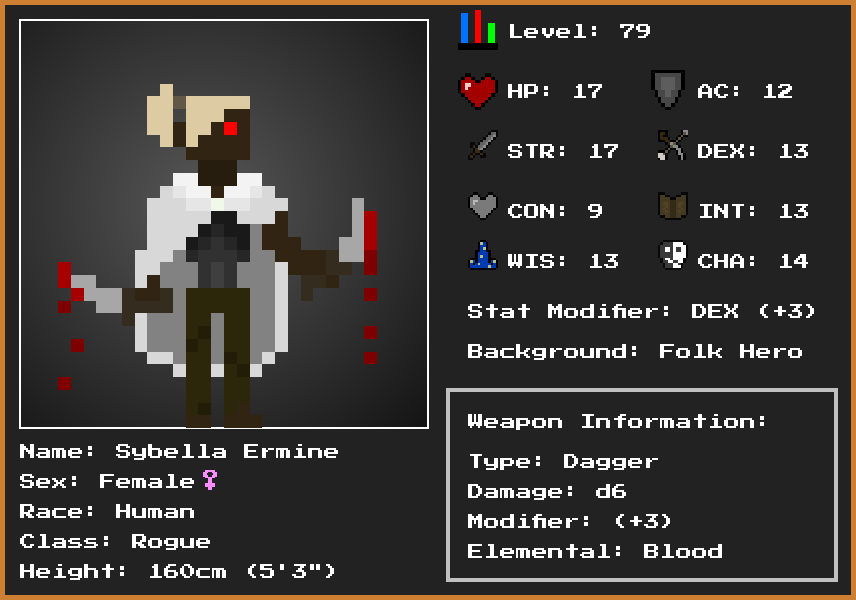 Level: 79
HP: 17
AC: 12
STR: 17
DEX: 13
CON: 9
INT: 13
WIS: 13
CHA: 14
Stat Modifier: DEX (+3)
Background: Folk Hero
Weapon Information:
Type: Dagger
Damage: d6
Modifier: (+3)
Elemental: Blood
Name: Sybella Ermine
Sex: Female♀
Race: Human
Class: Rogue
Height: 160cm (5'3")